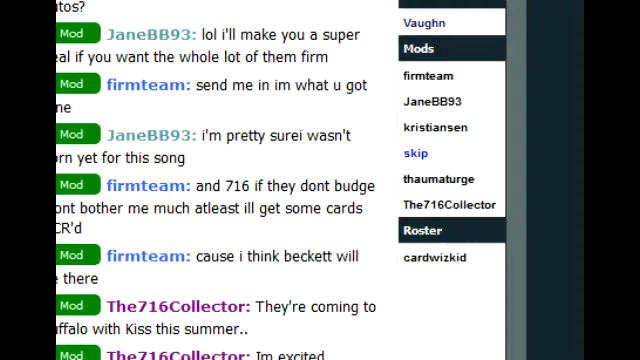 utos?
Mod JaneBB93: lol i'll make you a super
eal if you want the whole lot of them firm
Mod firmteam: send me in im what u got
ne
Mod JaneBB93: i'm pretty surei wasn't
orn yet for this song
Mod firmteam: and 716 if they dont budge
ont bother me much atleast ill get some cards
CR'd
Mod firmteam: cause i think beckett will
e there
Mod The716Collector: They're coming to
uffalo with Kiss this summer..
Mod The716Collector: Im excited
Vaughn
Mods
firmteam
JaneBB93
kristiansen
skip
thaumaturge
The716Collector
Roster
cardwizkid